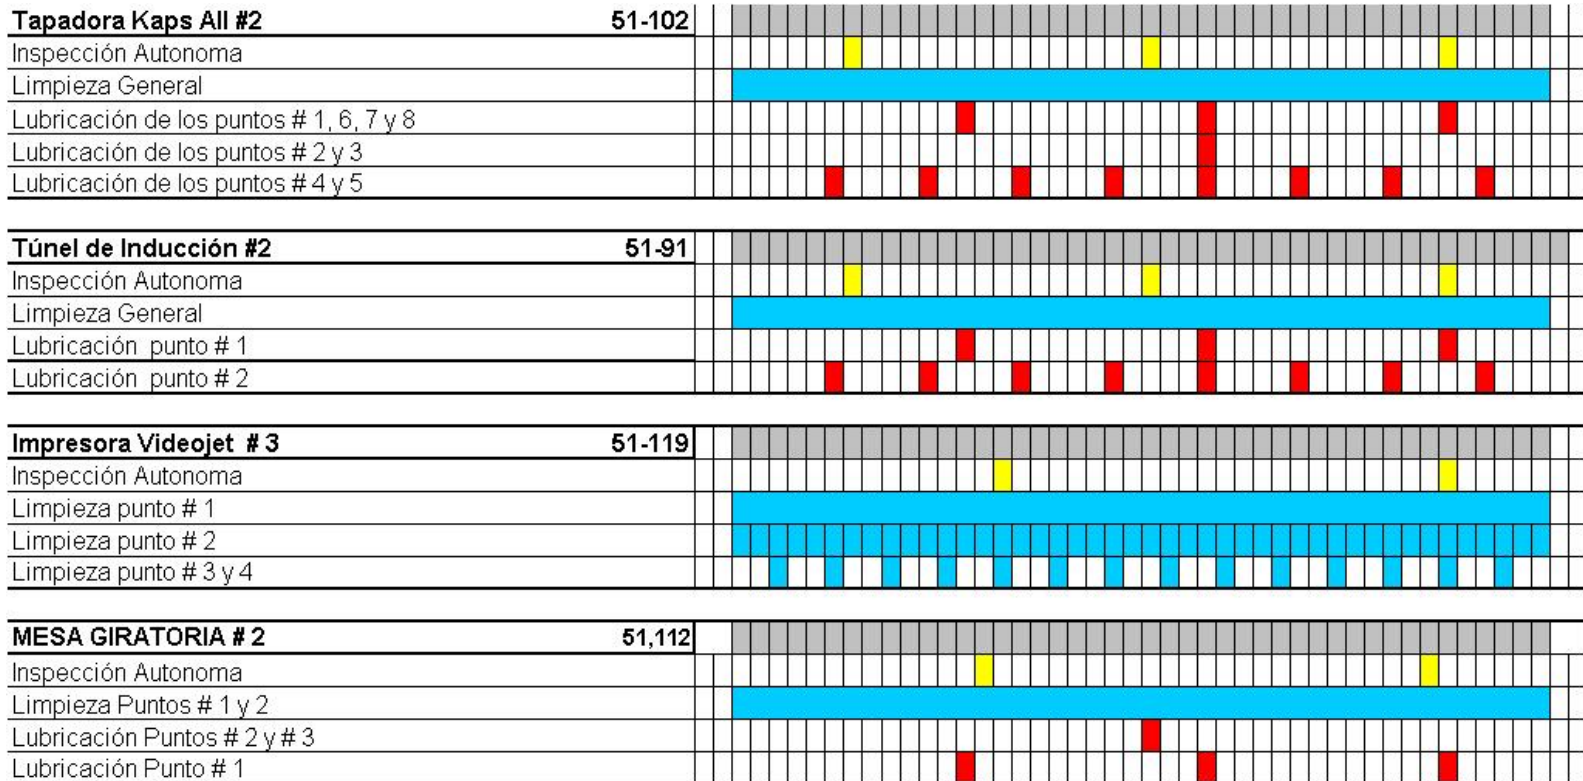 Tapadora Kaps All #2 51-102
Inspección Autonoma
Limpieza General
Lubricación de los puntos # 1, 6, 7 y 8
Lubricación de los puntos # 2 y 3
Lubricación de los puntos # 4 y 5
Túnel de Inducción #2 51-91
Inspección Autonoma
Limpieza General
Lubricación punto # 1
Lubricación punto # 2
Impresora Videojet # 3 51-119
Inspección Autonoma
Limpieza punto # 1
Limpieza punto # 2
Limpieza punto # 3 y 4
MESA GIRATORIA # 2 51,112
Inspección Autonoma
Limpieza Puntos # 1 y 2
Lubricación Puntos # 2 y # 3
Lubricación Punto # 1